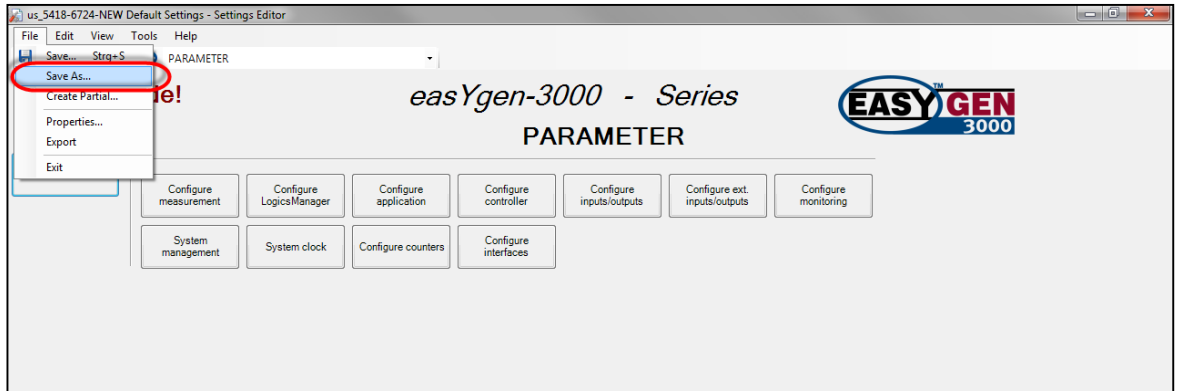 us_5418-6724-NEW Default Settings - Settings Editor
File Edit View Tools Help
Save... Strg+S PARAMETER
Save As...
Create Partial...
Properties...
Export
Exit
easYgen-3000 - Series
PARAMETER
EASYGEN™
3000
Configure measurement
Configure LogicsManager
Configure application
Configure controller
Configure inputs/outputs
Configure ext. inputs/outputs
Configure monitoring
System management
System clock
Configure counters
Configure interfaces